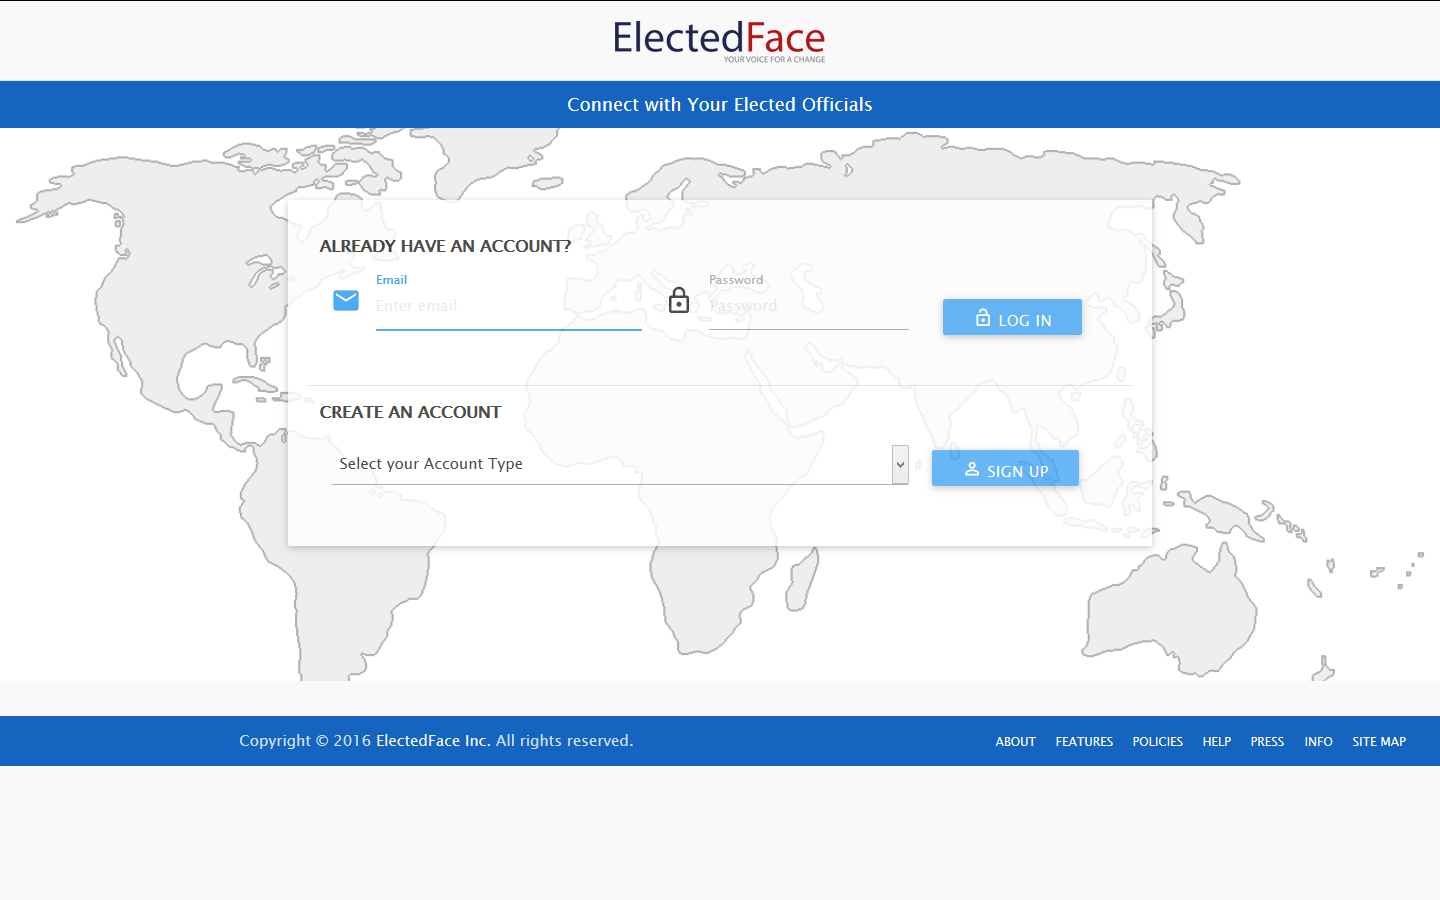 ElectedFace
YOUR VOICE FOR A CHANGE
Connect with Your Elected Officials
ALREADY HAVE AN ACCOUNT?
Email Password
Enter email Password
LOG IN
CREATE AN ACCOUNT
Select your Account Type
SIGN UP
Copyright © 2016 ElectedFace Inc. All rights reserved. ABOUT FEATURES POLICIES HELP PRESS INFO SITE MAP